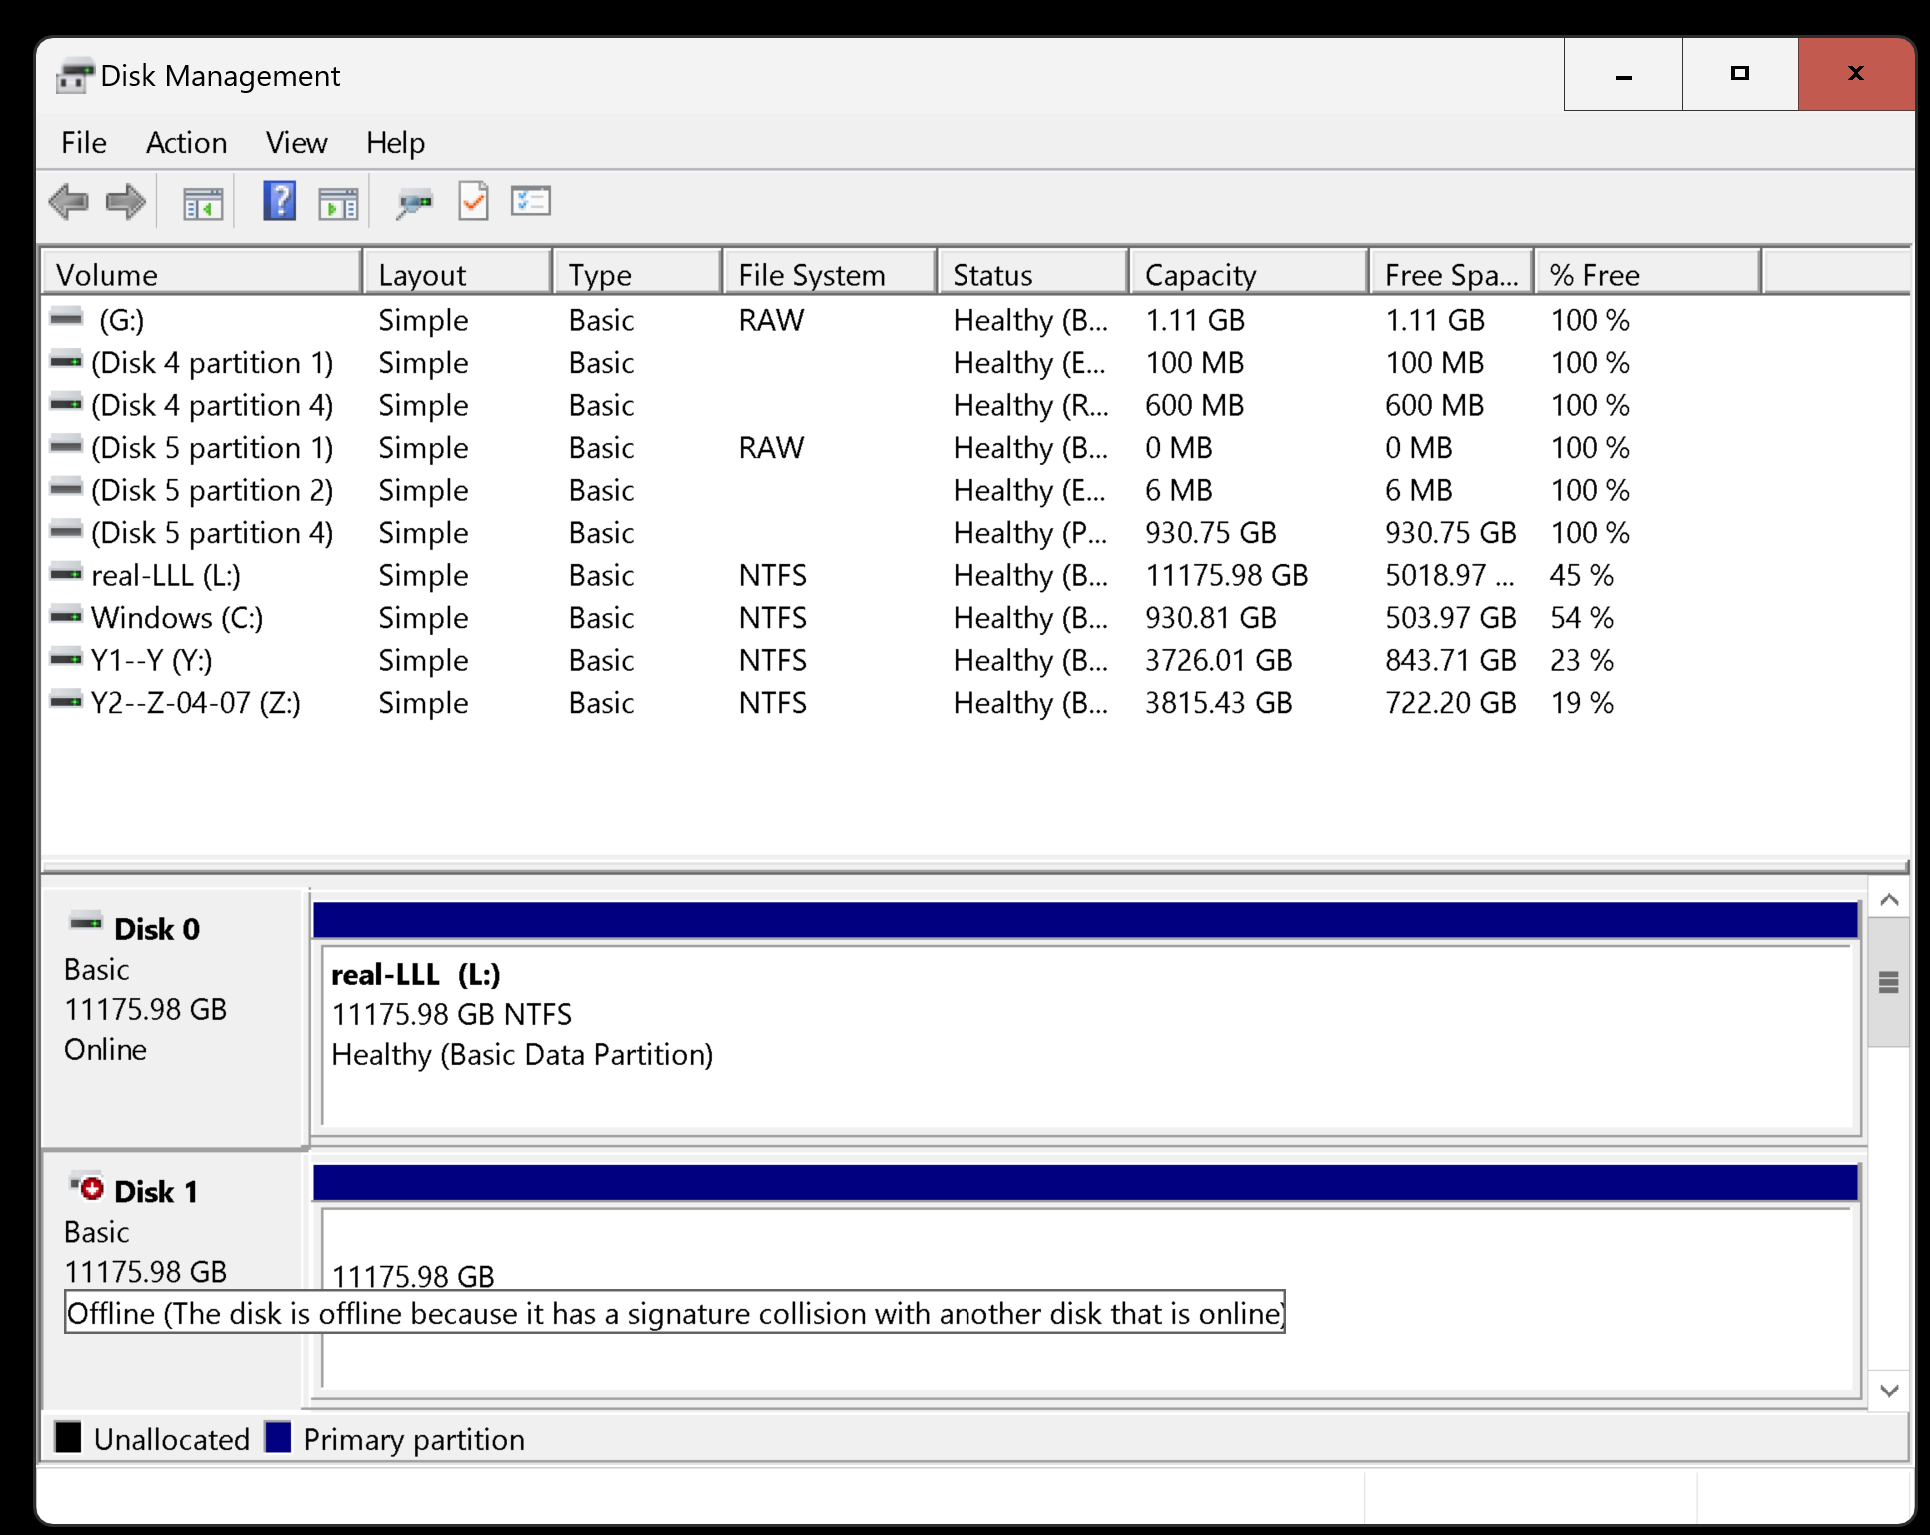 Disk Management
File Action View Help
Volume Layout Type File System Status Capacity Free Spa... % Free
(G:) Simple Basic RAW Healthy (B... 1.11 GB 1.11 GB 100 %
(Disk 4 partition 1) Simple Basic Healthy (E... 100 MB 100 MB 100 %
(Disk 4 partition 4) Simple Basic Healthy (R... 600 MB 600 MB 100 %
(Disk 5 partition 1) Simple Basic RAW Healthy (B... 0 MB 0 MB 100 %
(Disk 5 partition 2) Simple Basic Healthy (E... 6 MB 6 MB 100 %
(Disk 5 partition 4) Simple Basic Healthy (P... 930.75 GB 930.75 GB 100 %
real-LLL (L:) Simple Basic NTFS Healthy (B... 11175.98 GB 5018.97 ... 45 %
Windows (C:) Simple Basic NTFS Healthy (B... 930.81 GB 503.97 GB 54 %
Y1--Y (Y:) Simple Basic NTFS Healthy (B... 3726.01 GB 843.71 GB 23 %
Y2--Z-04-07 (Z:) Simple Basic NTFS Healthy (B... 3815.43 GB 722.20 GB 19 %
Disk 0
Basic
11175.98 GB
Online
real-LLL (L:)
11175.98 GB NTFS
Healthy (Basic Data Partition)
Disk 1
Basic
11175.98 GB
11175.98 GB
Offline (The disk is offline because it has a signature collision with another disk that is online)
Unallocated Primary partition